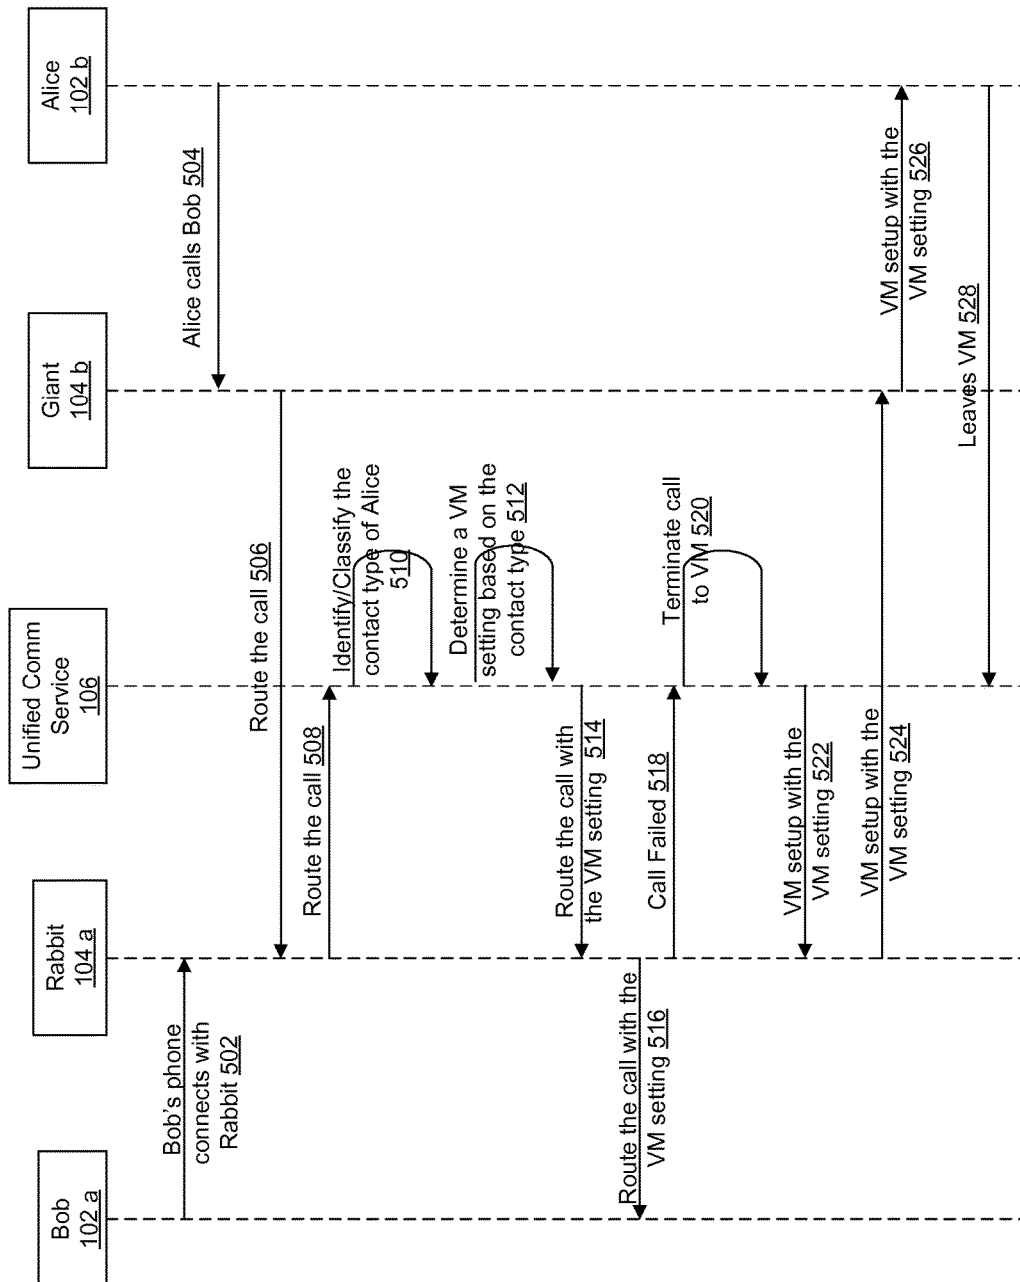 Bob
102 a
Rabbit
104 a
Unified Comm
Service
106
Giant
104 b
Alice
102 b
Bob's phone
connects with
Rabbit 502
Alice calls Bob 504
Route the call 506
Route the call 508
Identify/Classify the
contact type of Alice
510
Determine a VM
setting based on the
contact type 512
Route the call with
the VM setting 514
Route the call with the
VM setting 516
Call Failed 518
Terminate call
to VM 520
VM setup with the
VM setting 522
VM setup with the
VM setting 524
VM setup with the
VM setting 526
Leaves VM 528